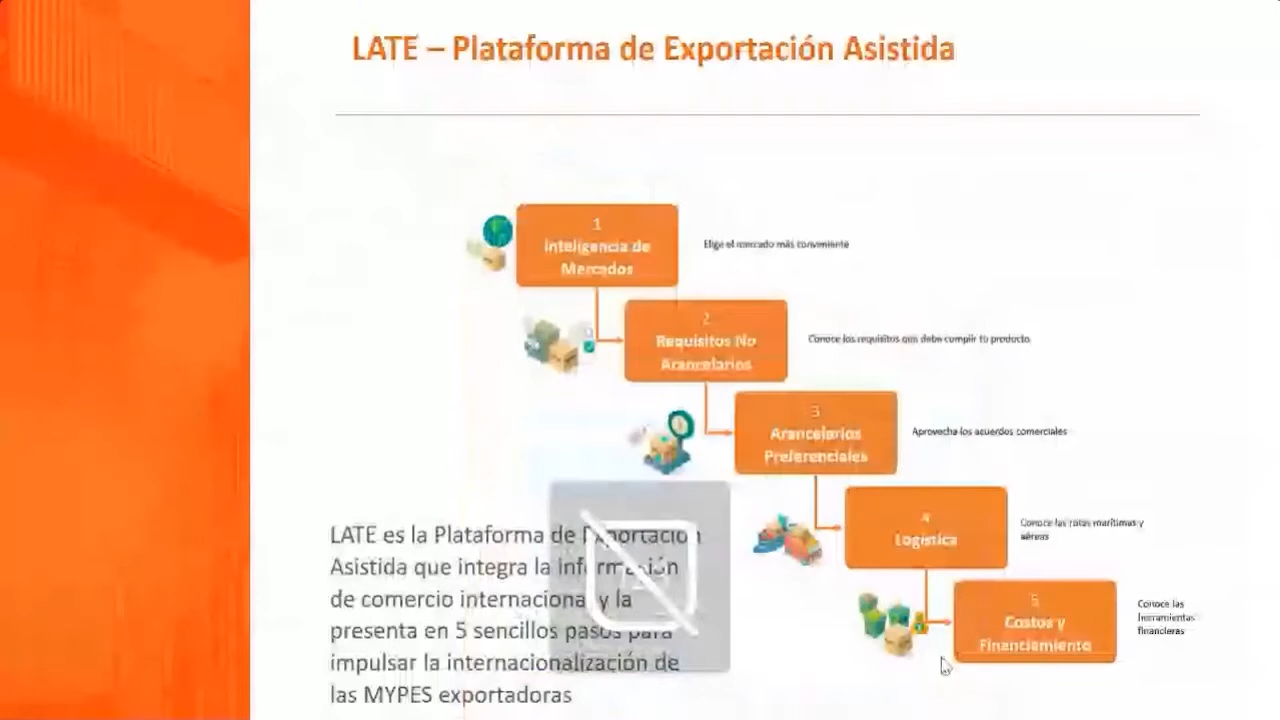 LATE – Plataforma de Exportación Asistida
1
Inteligencia de
Mercados
Elige el mercado más conveniente
2
Requisitos No
Arancelarios
Conoce los requisitos que debe cumplir tu producto
3
Arancelarios
Preferenciales
Aprovecha los acuerdos comerciales
4
Logística
Conoce las rutas marítimas y
aéreas
5
Costos y
Financiamiento
Conoce las
herramientas
financieras
LATE es la Plataforma de Exportación
Asistida que integra la información
de comercio internacional y la
presenta en 5 sencillos pasos para
impulsar la internacionalización de
las MYPES exportadoras